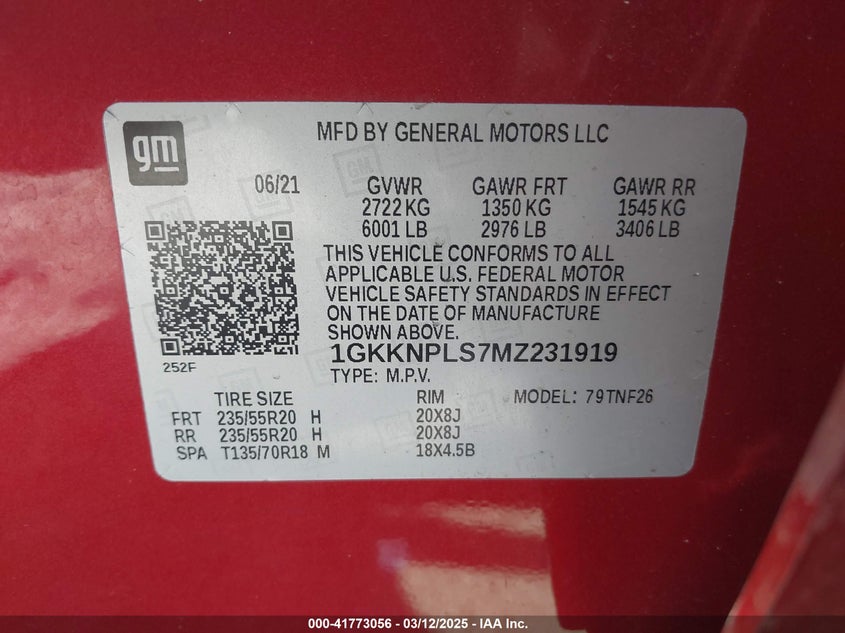 gm
MFD BY GENERAL MOTORS LLC
06/21 GVWR GAWR FRT GAWR RR
2722 KG 1350 KG 1545 KG
6001 LB 2976 LB 3406 LB
THIS VEHICLE CONFORMS TO ALL
APPLICABLE U.S. FEDERAL MOTOR
VEHICLE SAFETY STANDARDS IN EFFECT
ON THE DATE OF MANUFACTURE
SHOWN ABOVE.
1GKKNPLS7MZ231919
252F
TYPE: M.P.V.
TIRE SIZE RIM MODEL: 79TNF26
FRT 235/55R20 H 20X8J
RR 235/55R20 H 20X8J
SPA T135/70R18 M 18X4.5B
000-41773056 - 03/12/2025 - IAA Inc.